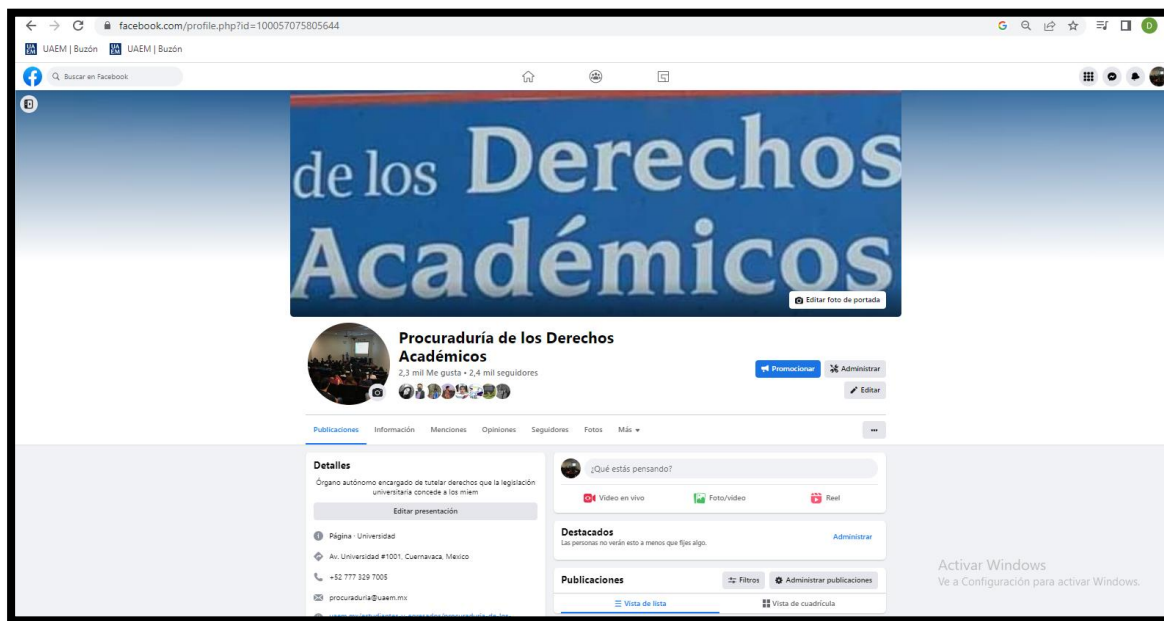 facebook.com/profile.php?id=100057075805644
UAEM | Buzón UAEM | Buzón
Buscar en Facebook
de los Derechos
Académicos
Editar foto de portada
Procuraduría de los Derechos
Académicos
2,3 mil Me gusta • 2,4 mil seguidores
Promocionar Administrar
Editar
Publicaciones Información Menciones Opiniones Seguidores Fotos Más
Detalles
Órgano autónomo encargado de tutelar derechos que la legislación
universitaria concede a los miem
Editar presentación
Página · Universidad
Av. Universidad #1001, Cuernavaca, Mexico
+52 777 329 7005
procuraduria@uaem.mx
¿Qué estás pensando?
Video en vivo Foto/video Reel
Destacados
Administrar
Las personas no verán esto a menos que fijes algo.
Publicaciones Filtros Administrar publicaciones
Vista de lista Vista de cuadrícula
Activar Windows
Ve a Configuración para activar Windows.